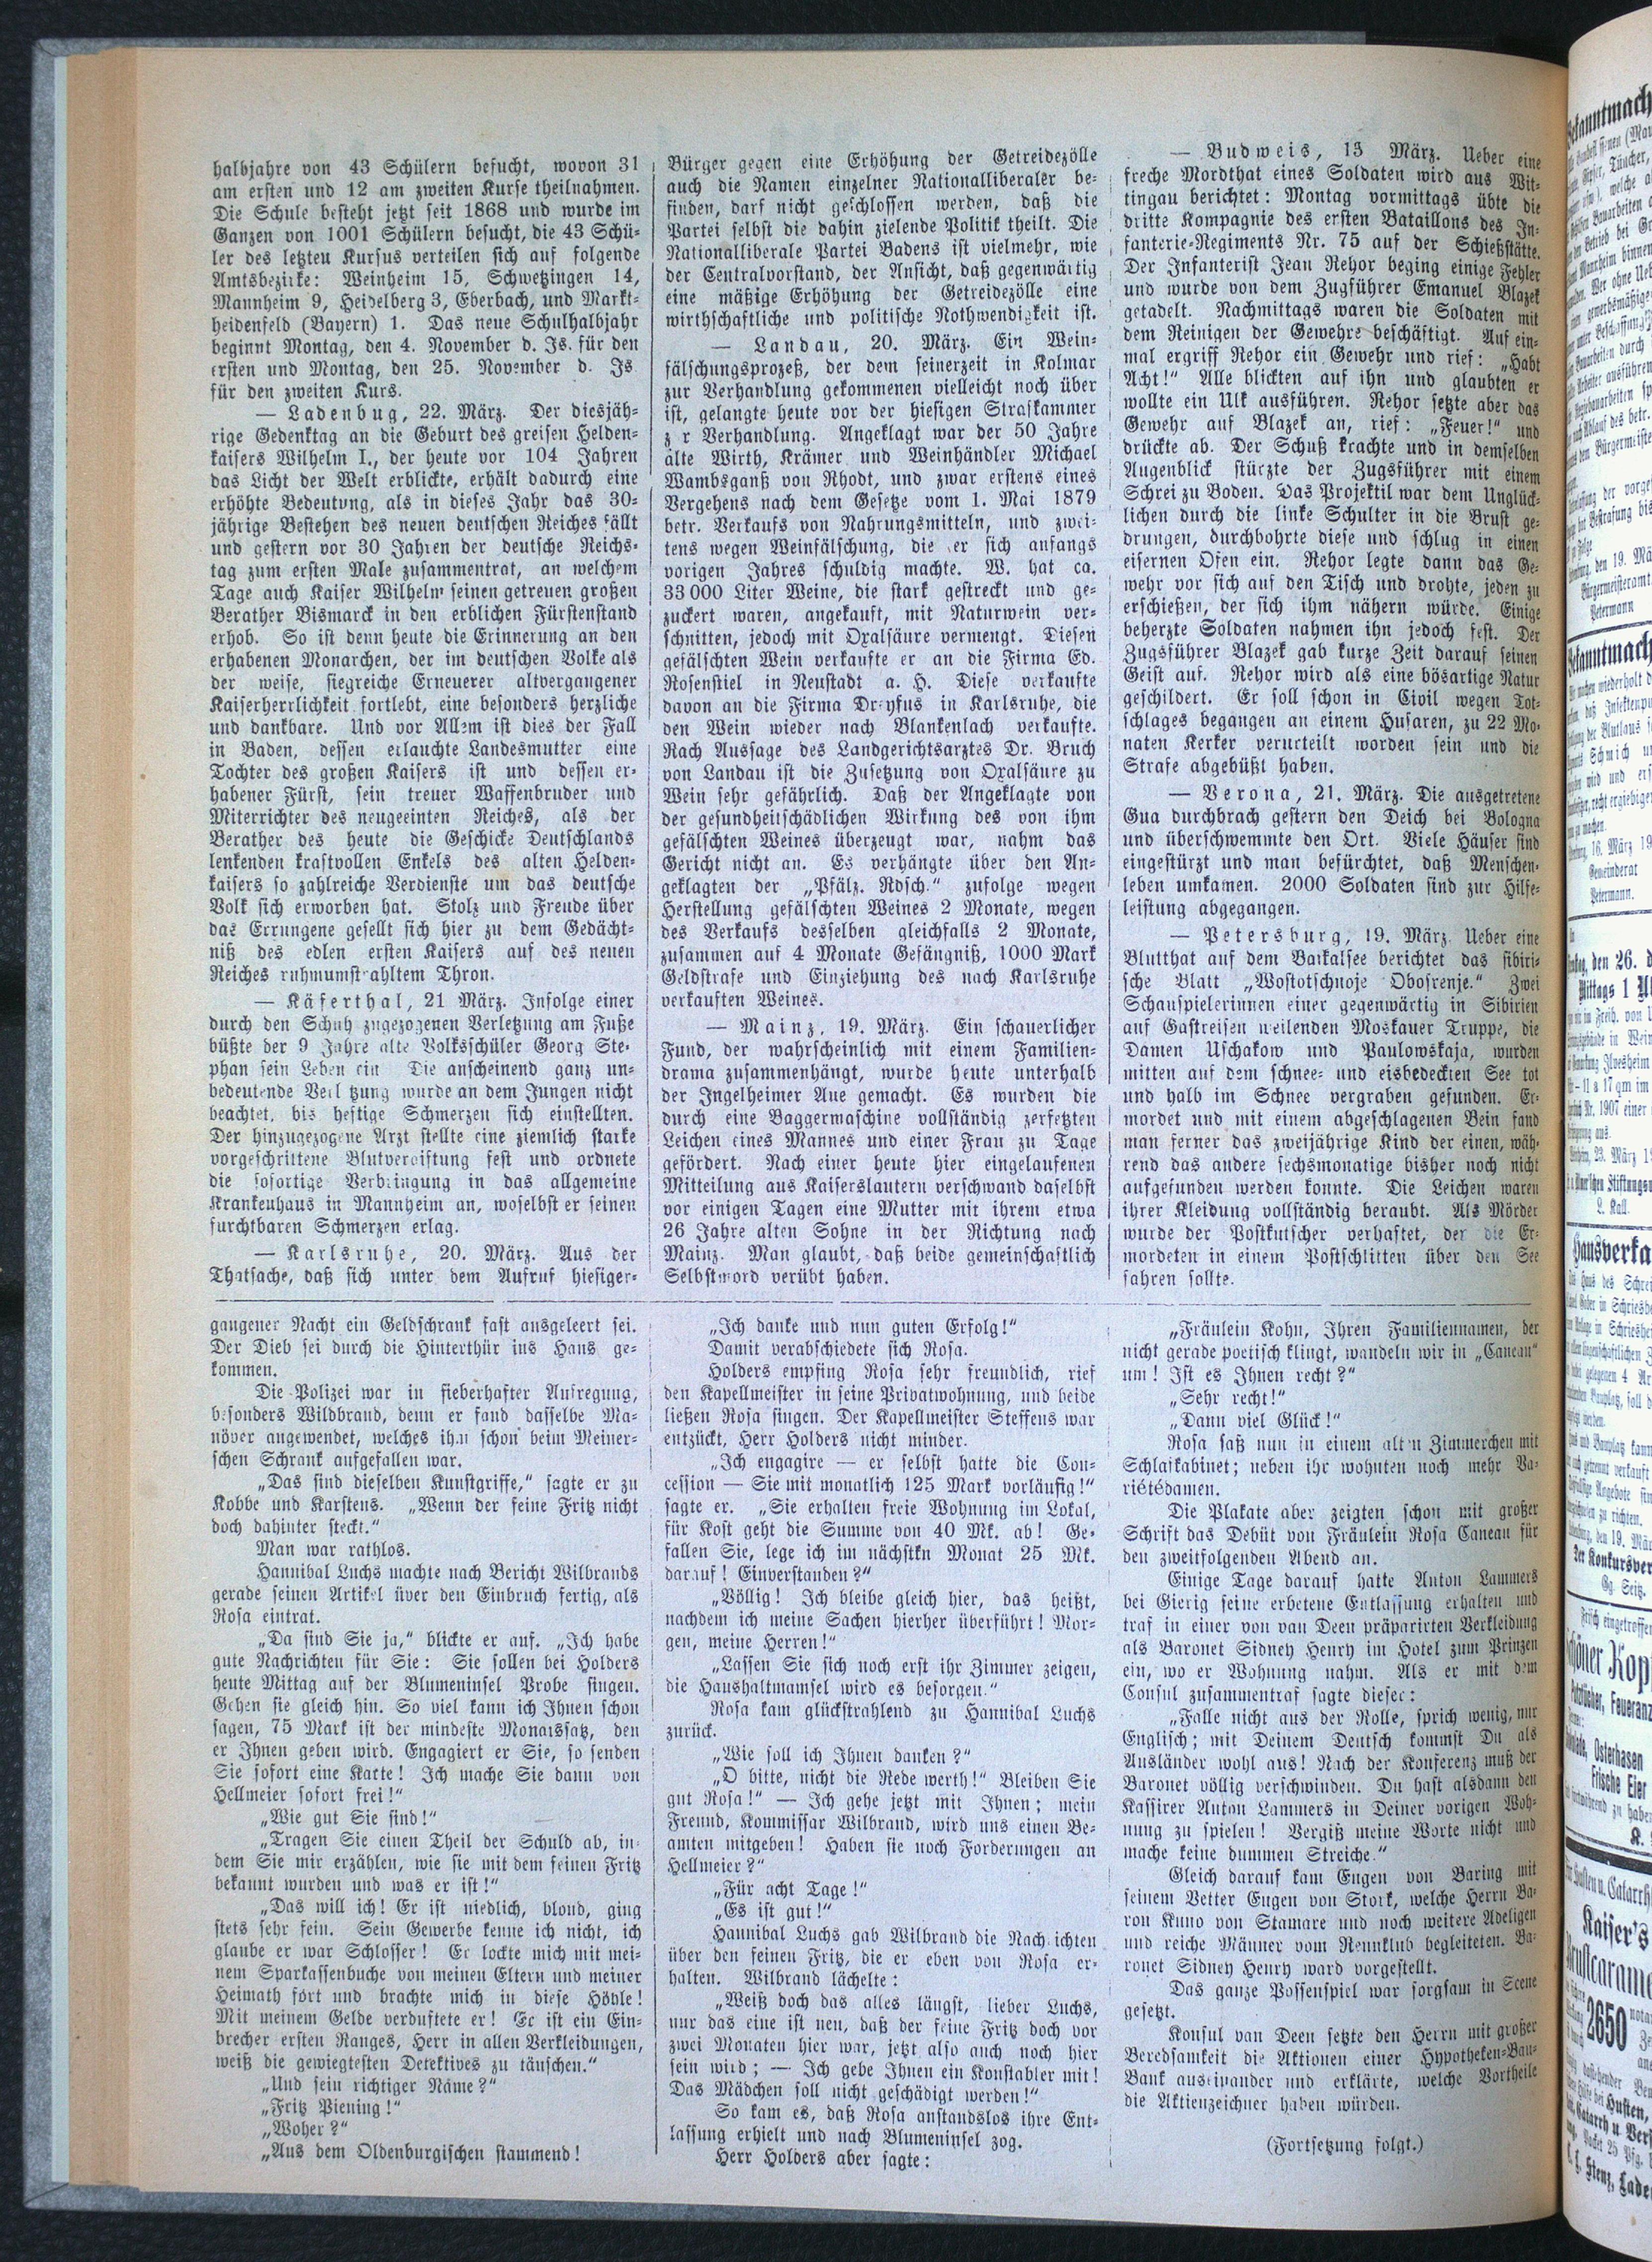 halbjahre von 43 Schülern besucht, wovon 31
am ersten und 12 am zweiten Kurse theilnahmen.
Die Schule besteht jetzt seit 1868 und wurde im
Ganzen von 1001 Schülern besucht, die 43 Schü-
ler des letzten Kursus verteilen sich auf folgende
Amtsbezirke: Weinheim 15, Schwetzingen 14,
Mannheim 9, Heidelberg 3, Eberbach, und Markt-
heidenfeld (Bayern) 1. Das neue Schulhalbjahr
beginnt Montag, den 4. November d. Js. für den
ersten und Montag, den 25. November d. Js
für den zweiten Kurs.
— Ladenbug, 22. März. Der diesjäh-
rige Gedenktag an die Geburt des greisen Helden-
kaisers Wilhelm I., der heute vor 104 Jahren
das Licht der Welt erblickte, erhält dadurch eine
erhöhte Bedeutung, als in dieses Jahr das 30-
jährige Bestehen des neuen deutschen Reiches fällt
und gestern vor 30 Jahren der deutsche Reichs-
tag zum ersten Male zusammentrat, an welchem
Tage auch Kaiser Wilhelm seinen getreuen großen
Berather Bismarck in den erblichen Fürstenstand
erhob. So ist denn heute die Erinnerung an den
erhabenen Monarchen, der im deutschen Volke als
der weise, siegreiche Erneuerer altvergangener
Kaiserherrlichkeit fortlebt, eine besonders herzliche
und dankbare. Und vor Allem ist dies der Fall
in Baden, dessen erlauchte Landesmutter eine
Tochter des großen Kaisers ist und dessen er-
habener Fürst, sein treuer Waffenbruder und
Miterrichter des neugeeinten Reiches, als der
Berather des heute die Geschicke Deutschlands
lenkenden kraftvollen Enkels des alten Helden-
kaisers so zahlreiche Verdienste um das deutsche
Volk sich erworben hat. Stolz und Freude über
das Errungene gesellt sich hier zu dem Gedächt-
niß des edlen ersten Kaisers auf des neuen
Reiches ruhmumstrahltem Thron.
— Käferthal, 21 März. Infolge einer
durch den Schuh zugezogenen Verletzung am Fuße
büßte der 9 Jahre alte Volksschüler Georg Ste-
phan sein Leben ein Die anscheinend ganz un-
bedeutende Verl tzung wurde an dem Jungen nicht
beachtet, bis heftige Schmerzen sich einstellten.
Der hinzugezogene Arzt stellte eine ziemlich starke
vorgeschrittene Blutvergiftung fest und ordnete
die sofortige Verbringung in das allgemeine
Krankenhaus in Mannheim an, woselbst er seinen
furchtbaren Schmerzen erlag.
— Karlsruhe, 20. März. Aus der
Thatsache, daß sich unter dem Aufruf hiesiger
Bürger gegen eine Erhöhung der Getreidezölle
auch die Namen einzelner Nationalliberaler be-
finden, darf nicht geschlossen werden, daß die
Partei selbst die dahin zielende Politik theilt. Die
Nationalliberale Partei Badens ist vielmehr, wie
der Centralvorstand, der Ansicht, daß gegenwärtig
eine mäßige Erhöhung der Getreidezölle eine
wirthschaftliche und politische Nothwendigkeit ist.
— Landau, 20. März. Ein Wein-
fälschungsprozeß, der dem seinerzeit in Kolmar
zur Verhandlung gekommenen vielleicht noch über
ist, gelangte heute vor der hiesigen Strafkammer
z r Verhandlung. Angeklagt war der 50 Jahre
alte Wirth, Krämer und Weinhändler Michael
Wambsganß von Rhodt, und zwar erstens eines
Vergehens nach dem Gesetze vom 1. Mai 1879
betr. Verkaufs von Nahrungsmitteln, und zwei-
tens wegen Weinfälschung, die er sich anfangs
vorigen Jahres schuldig machte. W. hat ca.
33 000 Liter Weine, die stark gestreckt und ge-
zuckert waren, angekauft, mit Naturwein ver-
schnitten, jedoch mit Oxalsäure vermengt. Diesen
gefälschten Wein verkaufte er an die Firma Ed.
Rosenstiel in Neustadt a. H. Diese verkaufte
davon an die Firma Dreyfus in Karlsruhe, die
den Wein wieder nach Blankenlach verkaufte.
Nach Aussage des Landgerichtsarztes Dr. Bruch
von Landau ist die Zusetzung von Oxalsäure zu
Wein sehr gefährlich. Daß der Angeklagte von
der gesundheitschädlichen Wirkung des von ihm
gefälschten Weines überzeugt war, nahm das
Gericht nicht an. Es verhängte über den An-
geklagten der „Pfälz. Rdsch.“ zufolge wegen
Herstellung gefälschten Weines 2 Monate, wegen
des Verkaufs desselben gleichfalls 2 Monate,
zusammen auf 4 Monate Gefängniß, 1000 Mark
Geldstrafe und Einziehung des nach Karlsruhe
verkauften Weines.
— Mainz, 19. März. Ein schauerlicher
Fund, der wahrscheinlich mit einem Familien-
drama zusammenhängt, wurde heute unterhalb
der Ingelheimer Aue gemacht. Es wurden die
durch eine Baggermaschine vollständig zerfetzten
Leichen eines Mannes und einer Frau zu Tage
gefördert. Nach einer heute hier eingelaufenen
Mitteilung aus Kaiserslautern verschwand daselbst
vor einigen Tagen eine Mutter mit ihrem etwa
26 Jahre alten Sohne in der Richtung nach
Mainz. Man glaubt, daß beide gemeinschaftlich
Selbstmord verübt haben.
— Budweis, 13 März. Ueber eine
freche Mordthat eines Soldaten wird aus Wit-
tingau berichtet: Montag vormittags übte die
dritte Kompagnie des ersten Bataillons des In-
fanterie-Regiments Nr. 75 auf der Schießstätte.
Der Infanterist Jean Rehor beging einige Fehler
und wurde von dem Zugführer Emanuel Blazek
getadelt. Nachmittags waren die Soldaten mit
dem Reinigen der Gewehre beschäftigt. Auf ein-
mal ergriff Rehor ein Gewehr und rief: „Habt
Acht!“ Alle blickten auf ihn und glaubten er
wollte ein Ulk ausführen. Rehor setzte aber das
Gewehr auf Blazek an, rief: „Feuer!“ und
drückte ab. Der Schuß krachte und in demselben
Augenblick stürzte der Zugsführer mit einem
Schrei zu Boden. Das Projektil war dem Unglück-
lichen durch die linke Schulter in die Brust ge-
drungen, durchbohrte diese und schlug in einen
eisernen Ofen ein. Rehor legte dann das Ge-
wehr vor sich auf den Tisch und drohte, jeden zu
erschießen, der sich ihm nähern würde. Einige
beherzte Soldaten nahmen ihn jedoch fest. Der
Zugsführer Blazek gab kurze Zeit darauf seinen
Geist auf. Rehor wird als eine bösartige Natur
geschildert. Er soll schon in Civil wegen Tot-
schlages begangen an einem Husaren, zu 22 Mo-
naten Kerker verurteilt worden sein und die
Strafe abgebüßt haben.
— Verona, 21. März. Die ausgetretene
Gua durchbrach gestern den Deich bei Bologna
und überschwemmte den Ort. Viele Häuser sind
eingestürzt und man befürchtet, daß Menschen-
leben umkamen. 2000 Soldaten sind zur Hilfe-
leistung abgegangen.
— Petersburg, 19. März. Ueber eine
Blutthat auf dem Baikalsee berichtet das sibiri-
sche Blatt „Wostotschnoje Obosrenje.“ Zwei
Schauspielerinnen einer gegenwärtig in Sibirien
auf Gastreisen weilenden Moskauer Truppe, die
Damen Uschakow und Paulowskaja, wurden
mitten auf dem schnee- und eisbedeckten See tot
und halb im Schnee vergraben gefunden. Er-
mordet und mit einem abgeschlagenen Bein fand
man ferner das zweijährige Kind der einen, wäh-
rend das andere sechsmonatige bisher noch nicht
aufgefunden werden konnte. Die Leichen waren
ihrer Kleidung vollständig beraubt. Als Mörder
wurde der Postkutscher verhaftet, der die Er-
mordeten in einem Postschlitten über den See
fahren sollte.
gangener Nacht ein Geldschrank fast ausgeleert sei.
Der Dieb sei durch die Hinterthür ins Haus ge-
kommen.
Die Polizei war in fieberhafter Aufregung,
besonders Wildbrand, denn er fand dasselbe Ma-
növer angewendet, welches ihm schon beim Meiner-
schen Schrank aufgefallen war.
„Das sind dieselben Kunstgriffe,“ sagte er zu
Kobbe und Karstens. „Wenn der feine Fritz nicht
doch dahinter steckt.“
Man war rathlos.
Hannibal Luchs machte nach Bericht Wilbrands
gerade seinen Artikel über den Einbruch fertig, als
Rosa eintrat.
„Da sind Sie ja,“ blickte er auf. „Ich habe
gute Nachrichten für Sie: Sie sollen bei Holders
heute Mittag auf der Blumeninsel Probe singen.
Gehen sie gleich hin. So viel kann ich Ihnen schon
sagen, 75 Mark ist der mindeste Monatssatz, den
er Ihnen geben wird. Engagiert er Sie, so senden
Sie sofort eine Karte! Ich mache Sie dann von
Hellmeier sofort frei!“
„Wie gut Sie sind!“
„Tragen Sie einen Theil der Schuld ab, in-
dem Sie mir erzählen, wie sie mit dem feinen Fritz
bekannt wurden und was er ist!“
„Das will ich! Er ist niedlich, blond, ging
stets sehr fein. Sein Gewerbe kenne ich nicht, ich
glaube er war Schlosser! Er lockte mich mit mei-
nem Sparkassenbuche von meinen Eltern und meiner
Heimath fort und brachte mich in diese Höhle!
Mit meinem Gelde verduftete er! Er ist ein Ein-
brecher ersten Ranges, Herr in allen Verkleidungen,
weiß die gewiegtesten Detektives zu täuschen.“
„Und sein richtiger Name?“
„Fritz Piening!“
„Woher?“
„Aus dem Oldenburgischen stammend!
„Ich danke und nun guten Erfolg!“
Damit verabschiedete sich Rosa.
Holders empfing Rosa sehr freundlich, rief
den Kapellmeister in seine Privatwohnung, und beide
ließen Rosa singen. Der Kapellmeister Steffens war
entzückt, Herr Holders nicht minder.
„Ich engagire — er selbst hatte die Con-
cession — Sie mit monatlich 125 Mark vorläufig!“
sagte er. „Sie erhalten freie Wohnung im Lokal,
für Kost geht die Summe von 40 Mk. ab! Ge-
fallen Sie, lege ich im nächstkn Monat 25 Mk.
darauf! Einverstanden?“
„Völlig! Ich bleibe gleich hier, das heißt,
nachdem ich meine Sachen hierher überführt! Mor-
gen, meine Herren!“
„Lassen Sie sich noch erst ihr Zimmer zeigen,
die Haushaltmamsel wird es besorgen.“
Rosa kam glückstrahlend zu Hannibal Luchs
zurück.
„Wie soll ich Ihnen danken?“
„O bitte, nicht die Rede werth!“ Bleiben Sie
gut Rosa!“ — Ich gehe jetzt mit Ihnen; mein
Freund, Kommissar Wilbrand, wird uns einen Be-
amten mitgeben! Haben sie noch Forderungen an
Hellmeier?“
„Für acht Tage!“
„Es ist gut!“
Hannibal Luchs gab Wilbrand die Nachrichten
über den feinen Fritz, die er eben von Rosa er-
halten. Wilbrand lächelte:
„Weiß doch das alles längst, lieber Luchs,
nur das eine ist neu, daß der feine Fritz doch vor
zwei Monaten hier war, jetzt also auch noch hier
sein wird; — Ich gebe Ihnen ein Konstabler mit!
Das Mädchen soll nicht geschädigt werden!“
So kam es, daß Rosa anstandslos ihre Ent-
lassung erhielt und nach Blumeninsel zog.
Herr Holders aber sagte:
„Fräulein Kohn, Ihren Familiennamen, der
nicht gerade poetisch klingt, wandeln wir in „Canean“
um! Ist es Ihnen recht?“
„Sehr recht!“
„Dann viel Glück!“
Rosa saß nun in einem alten Zimmerchen mit
Schlafkabinet; neben ihr wohnten noch mehr Va-
riétédamen.
Die Plakate aber zeigten schon mit großer
Schrift das Debüt von Fräulein Rosa Canean für
den zweitfolgenden Abend an.
Einige Tage darauf hatte Anton Lammers
bei Gierig seine erbetene Entlassung erhalten und
traf in einer von van Deen präparirten Verkleidung
als Baronet Sidney Henry im Hotel zum Prinzen
ein, wo er Wohnung nahm. Als er mit dem
Consul zusammentraf sagte dieser:
„Falle nicht aus der Rolle, sprich wenig, nur
Englisch; mit Deinem Deutsch kommst Du als
Ausländer wohl aus! Nach der Konferenz muß der
Baronet völlig verschwinden. Du hast alsdann den
Kassirer Anton Lammers in Deiner vorigen Woh-
nung zu spielen! Vergiß meine Worte nicht und
mache keine dummen Streiche.“
Gleich darauf kam Eugen von Baring mit
seinem Vetter Eugen von Stork, welche Herrn Ba-
ron Kuno von Stamare und noch weitere Adeligen
und reiche Männer vom Rennklub begleiteten. Ba-
ronet Sidney Henry ward vorgestellt.
Das ganze Possenspiel war sorgsam in Scene
gesetzt.
Konsul van Deen setzte den Herrn mit großer
Beredsamkeit die Aktionen einer Hypotheken-Bau-
Bank auseinander und erklärte, welche Vortheile
die Aktienzeichner haben würden.
(Fortsetzung folgt.)
den 19. Mä
Bürgermeisteramt
Petermann
16. März 19
Gemeinderat
Petermann.
den 26. d
Mittags 1 U
Hausverka
Osterhasen
Frische Eier
Kaiser's
2650